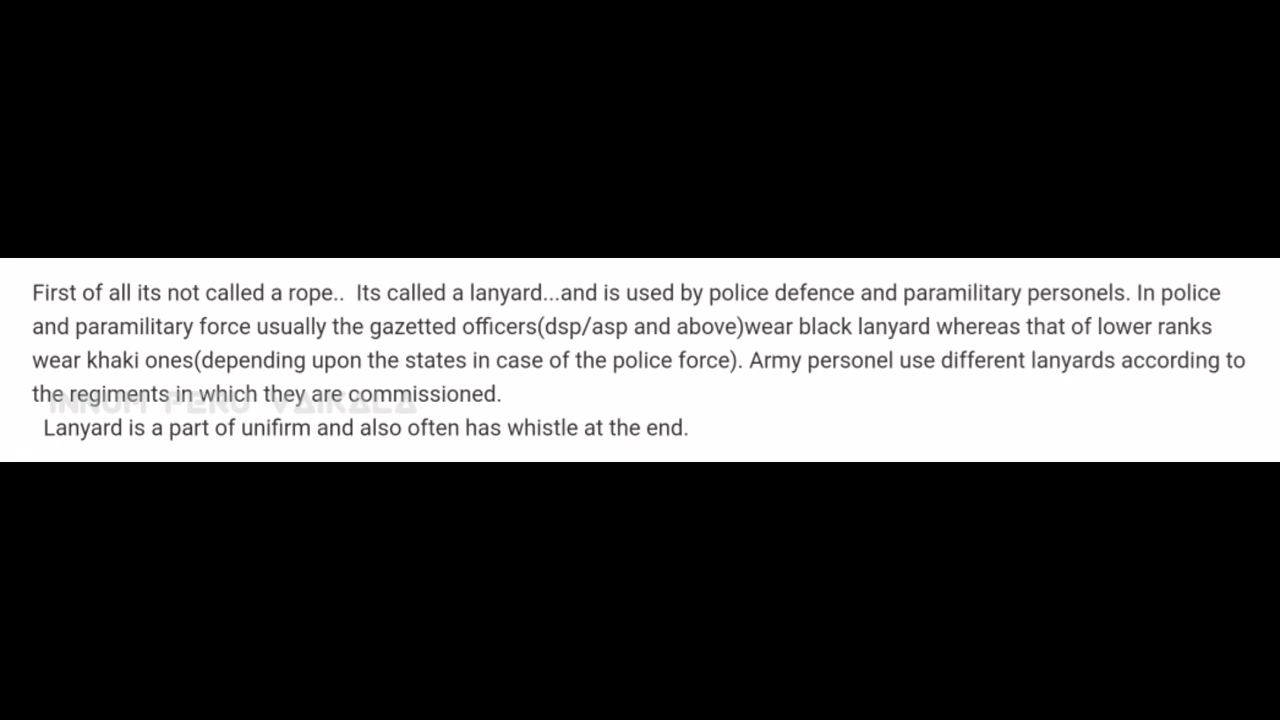 First of all its not called a rope..  Its called a lanyard...and is used by police defence and paramilitary personels. In police
and paramilitary force usually the gazetted officers(dsp/asp and above)wear black lanyard whereas that of lower ranks
wear khaki ones(depending upon the states in case of the police force). Army personel use different lanyards according to
the regiments in which they are commissioned.
INNUM PERU VAIKALA
Lanyard is a part of unifirm and also often has whistle at the end.